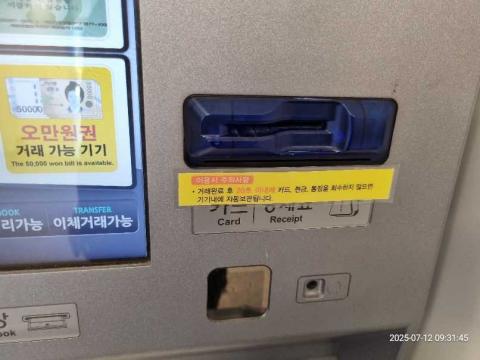 50000
오만원권
거래 가능 기기
The 50,000 won bill is available.
TRANSFER
리가능 이체거래가능
이용시 주의사항
• 거래완료 후 20초 이내에 카드, 현금, 통장을 회수하지 않으면
기기내에 자동보관됩니다.
카드
Card Receipt
2025-07-12 09:31:45